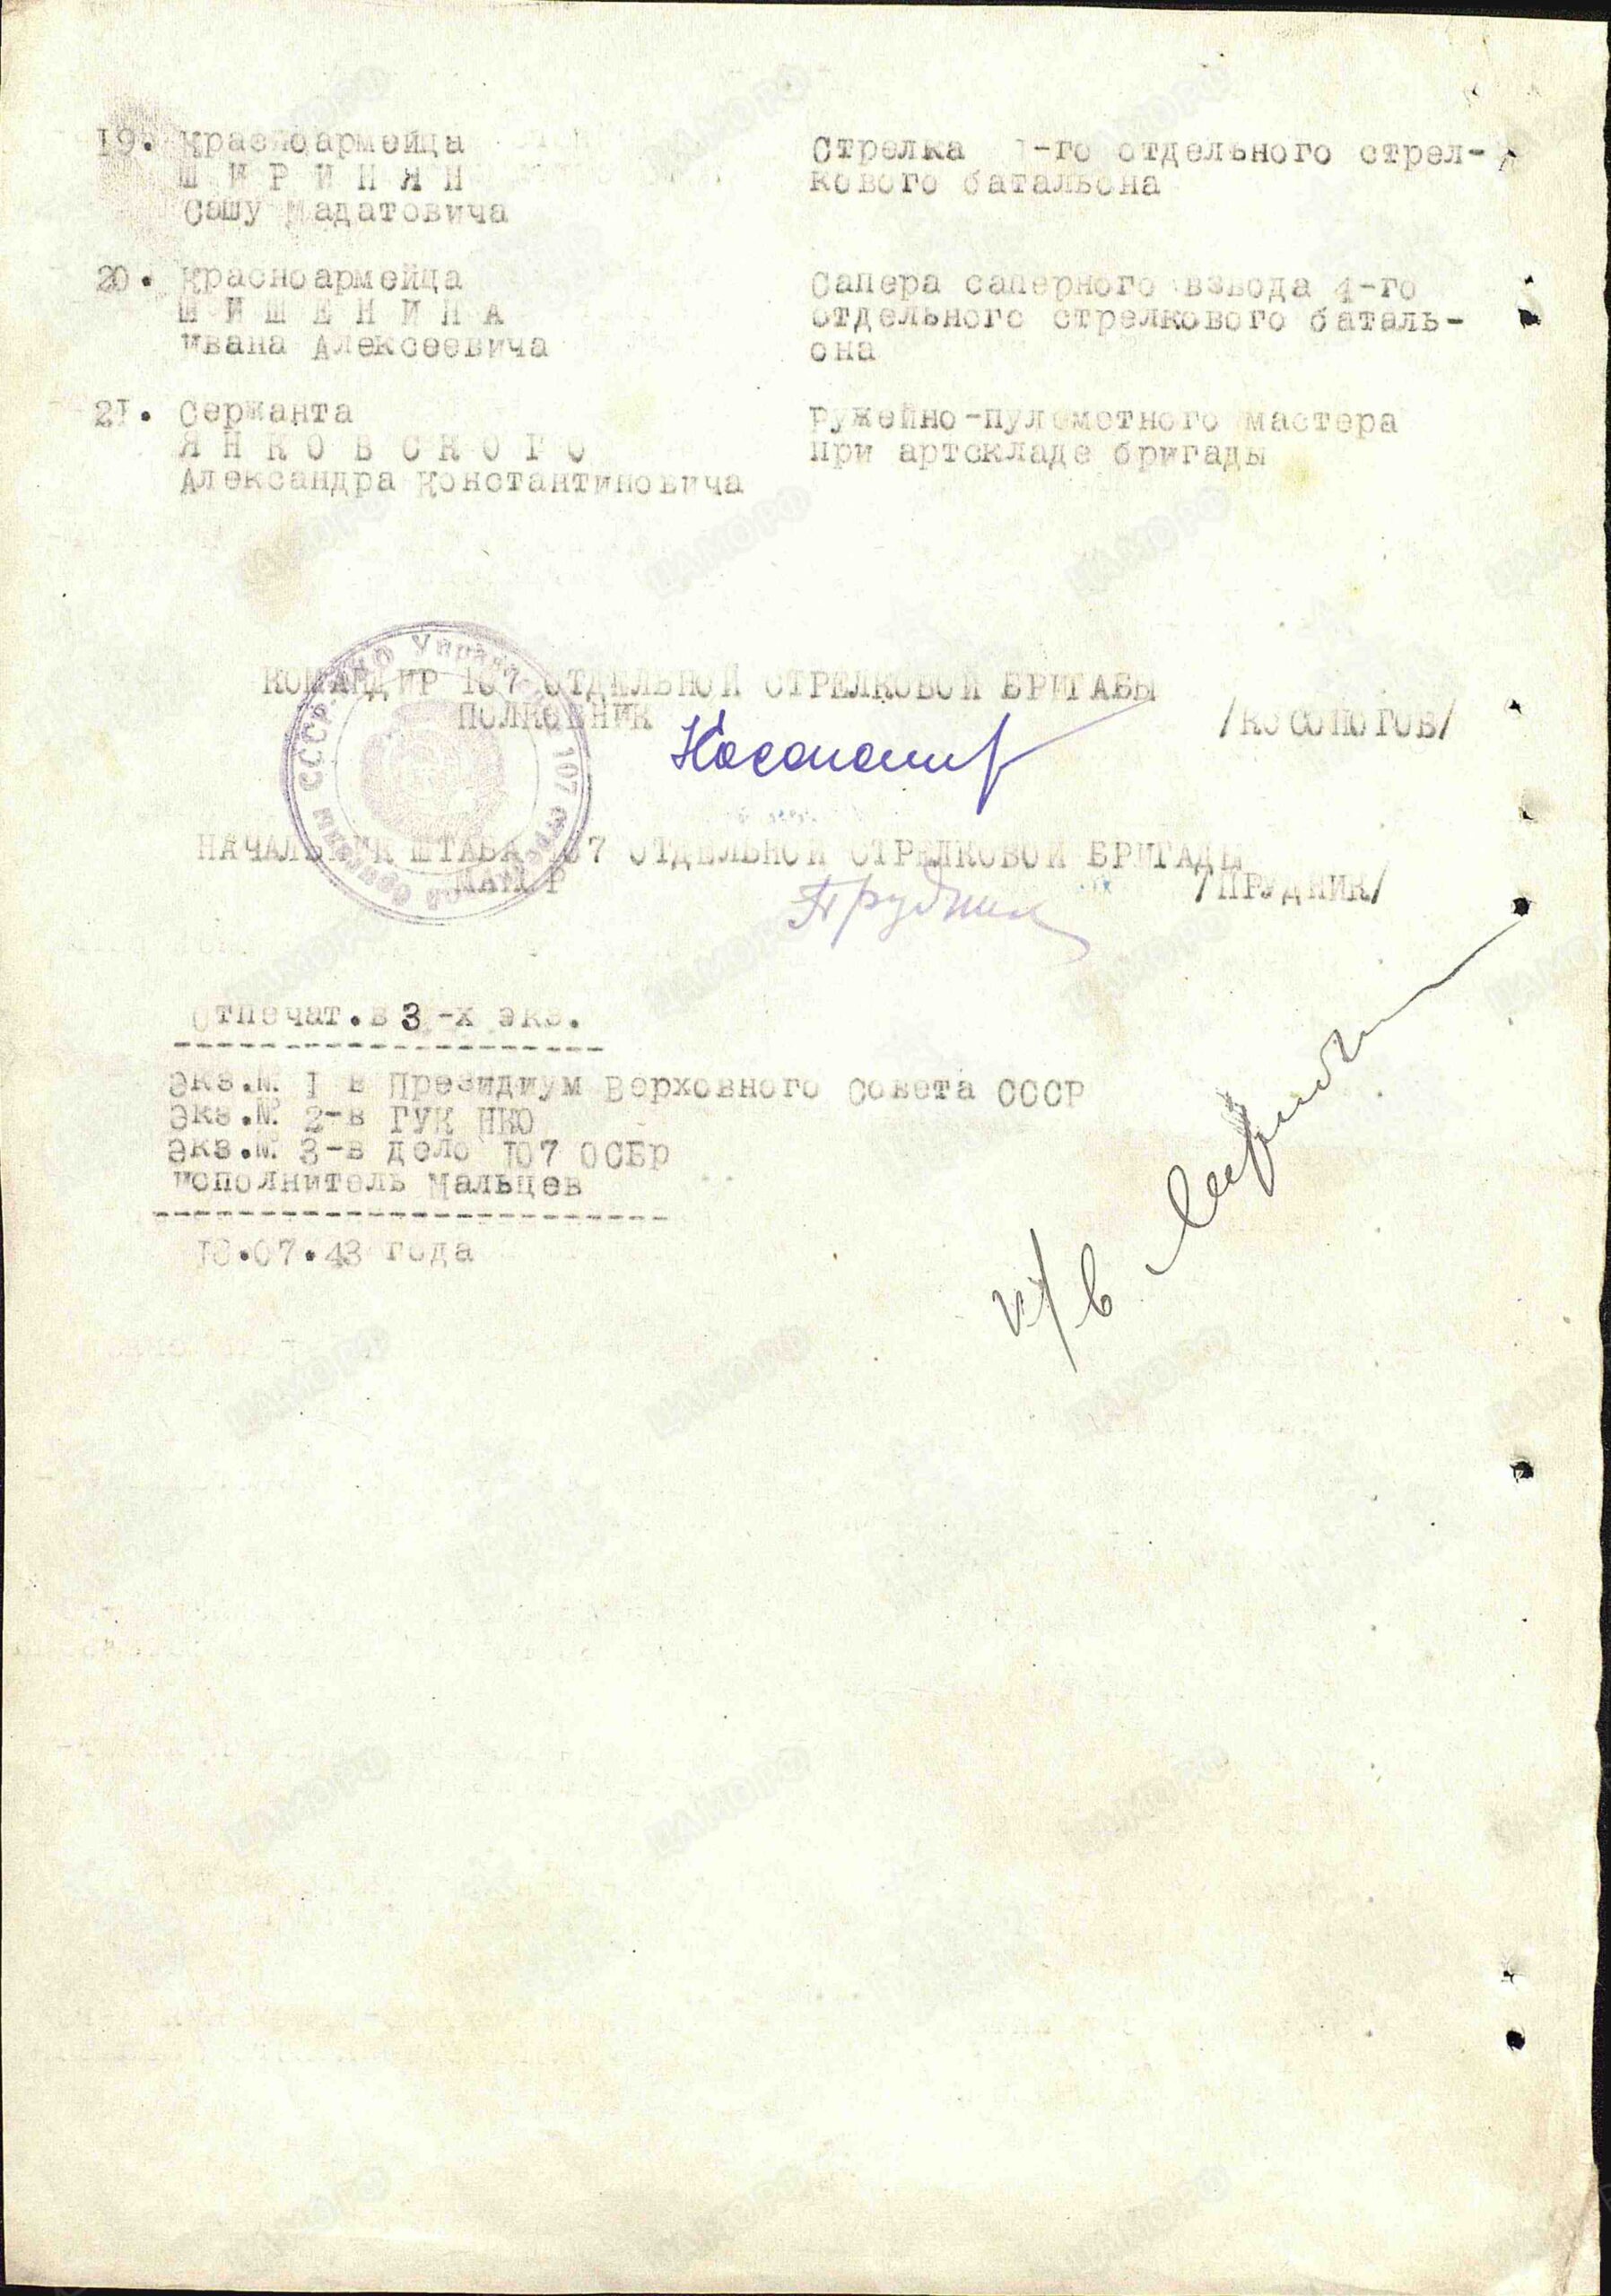 19. Красноармейца
ШИРИНЯН
Сашу Мадатовича
Стрелка 1-го отдельного стрел-
кового батальона
20. Красноармейца
ШИШЕНИНА
Ивана Алексеевича
Сапера саперного взвода 4-го
отдельного стрелкового баталь-
она
21. Сержанта
ЯНКОВСКОГО
Александра Константиновича
Ружейно-пулеметного мастера
при артскладе бригады
КОМАНДИР 107 ОТДЕЛЬНОЙ СТРЕЛКОВОЙ БРИГАДЫ
ПОЛКОВНИК
/КОСОНОГОВ/
НАЧАЛЬНИК ШТАБА 107 ОТДЕЛЬНОЙ СТРЕЛКОВОЙ БРИГАДЫ
МАЙОР
Прудник
/ПРУДНИК/
Отпечат. в 3-х экз.
Экз.№ 1 в Президиум Верховного Совета СССР
Экз.№ 2-в ГУК НКО
Экз.№ 3-в дело 107 ОСБр
Исполнитель Мальцев
18.07.43 года